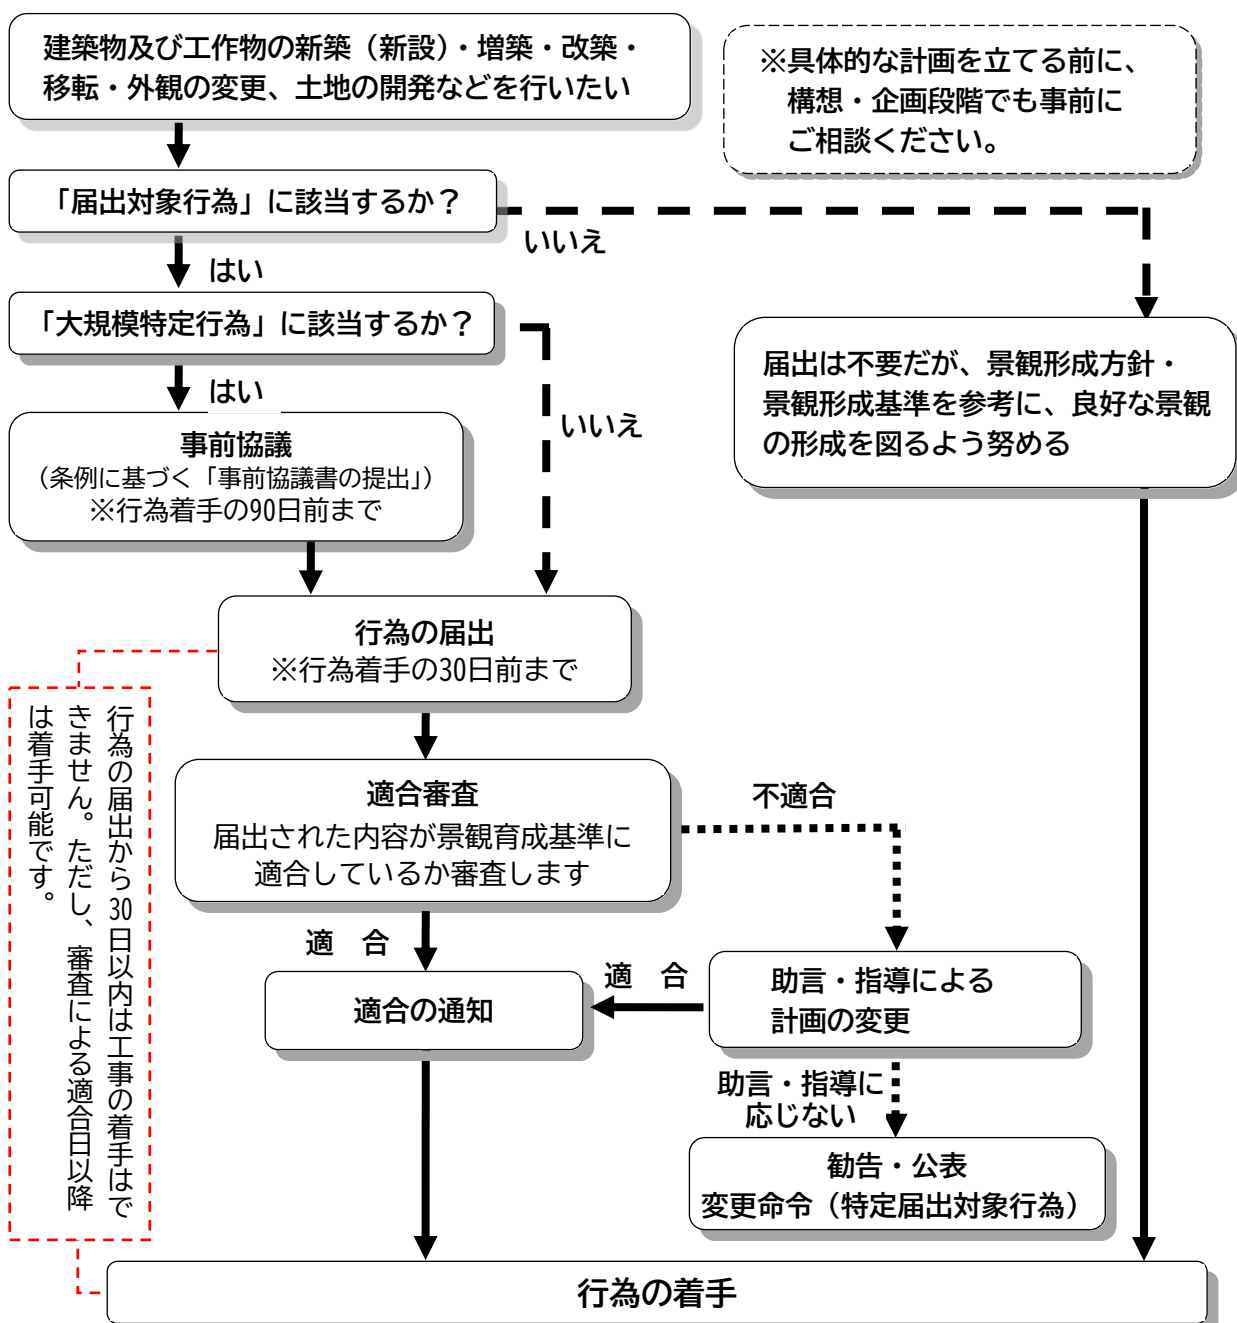 建築物及び工作物の新築（新設）・増築・改築・
移転・外観の変更、土地の開発などを行いたい
※具体的な計画を立てる前に、
構想・企画段階でも事前に
ご相談ください。
「届出対象行為」に該当するか？
いいえ
はい
「大規模特定行為」に該当するか？
はい
いいえ
届出は不要だが、景観形成方針・
景観形成基準を参考に、良好な景観
の形成を図るよう努める
事前協議
（条例に基づく「事前協議書の提出」）
※行為着手の90日前まで
行為の届出
※行為着手の30日前まで
行為の届出から30日以内は工事の着手はで
きません。ただし、審査による適合日以降
は着手可能です。
適合審査
届出された内容が景観育成基準に
適合しているか審査します
不適合
適　合
適合の通知
適　合
助言・指導による
計画の変更
助言・指導に
応じない
勧告・公表
変更命令（特定届出対象行為）
行為の着手